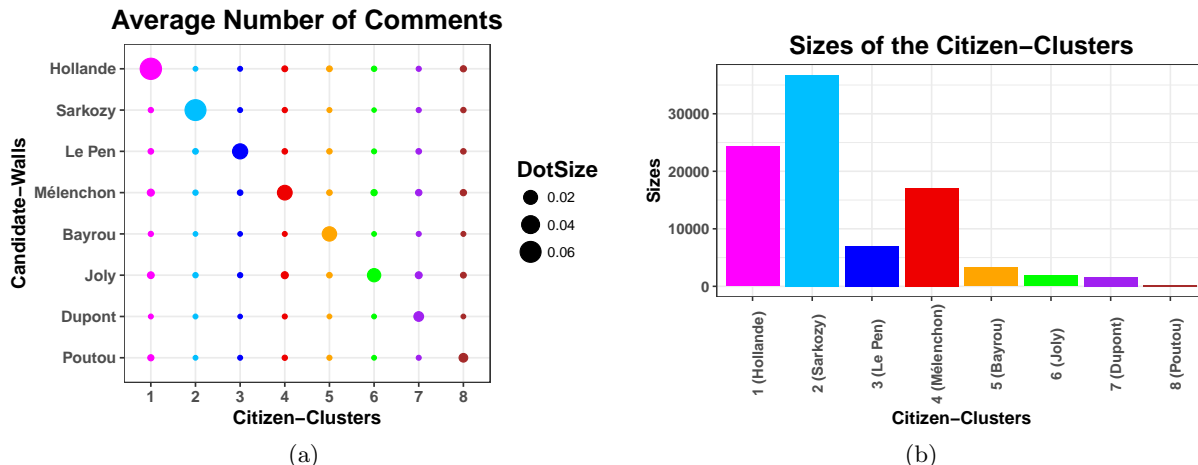 Average Number of Comments
Candidate−Walls
Hollande
Sarkozy
Le Pen
Mélenchon
Bayrou
Joly
Dupont
Poutou
1 2 3 4 5 6 7 8
Citizen−Clusters
DotSize
0.02
0.04
0.06
(a)
Sizes of the Citizen−Clusters
Sizes
30000
20000
10000
0
1 (Hollande)
2 (Sarkozy)
3 (Le Pen)
4 (Mélenchon)
5 (Bayrou)
6 (Joly)
7 (Dupont)
8 (Poutou)
Citizen−Clusters
(b)